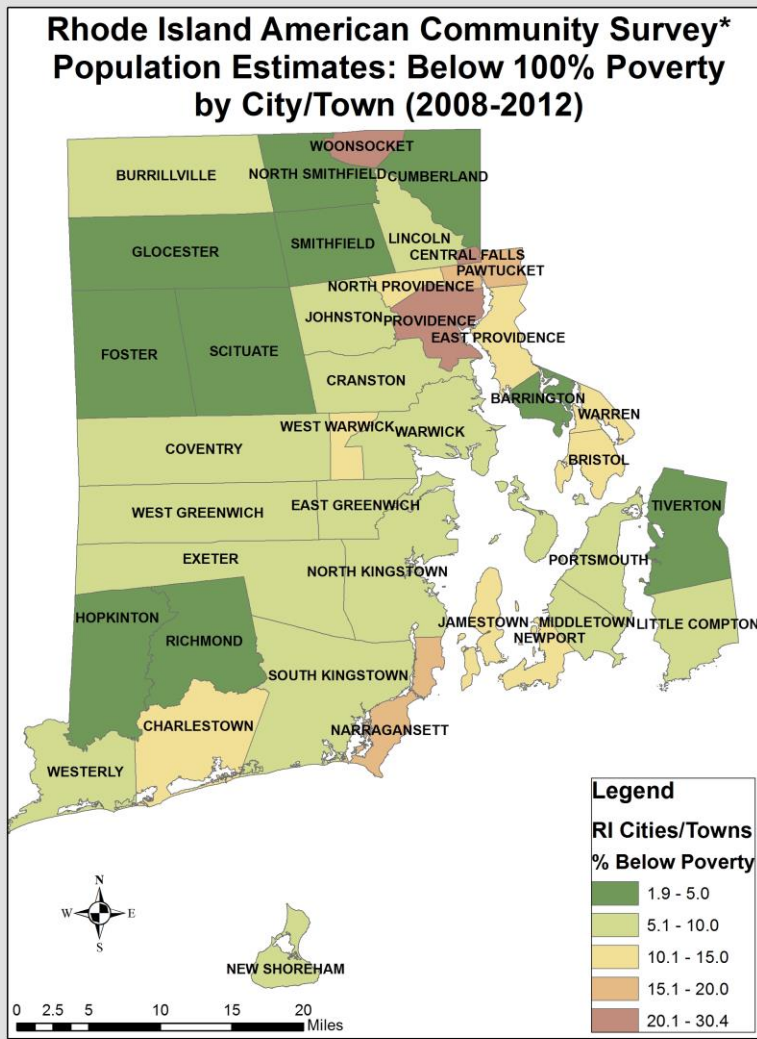 Rhode Island American Community Survey*
Population Estimates: Below 100% Poverty
by City/Town (2008-2012)
WOONSOCKET
BURRILLVILLE
NORTH SMITHFIELD
CUMBERLAND
LINCOLN
GLOCESTER
SMITHFIELD
CENTRAL FALLS
PAWTUCKET
NORTH PROVIDENCE
JOHNSTON
PROVIDENCE
EAST PROVIDENCE
FOSTER
SCITUATE
CRANSTON
BARRINGTON
WARREN
WEST WARWICK
WARWICK
COVENTRY
BRISTOL
TIVERTON
WEST GREENWICH
EAST GREENWICH
EXETER
PORTSMOUTH
NORTH KINGSTOWN
HOPKINTON
RICHMOND
JAMESTOWN
MIDDLETOWN
LITTLE COMPTON
NEWPORT
SOUTH KINGSTOWN
CHARLESTOWN
NARRAGANSETT
WESTERLY
Legend
RI Cities/Towns
% Below Poverty
1.9 - 5.0
5.1 - 10.0
10.1 - 15.0
15.1 - 20.0
20.1 - 30.4
N
W
E
S
NEW SHOREHAM
0 2.5 5 10 15 20
Miles